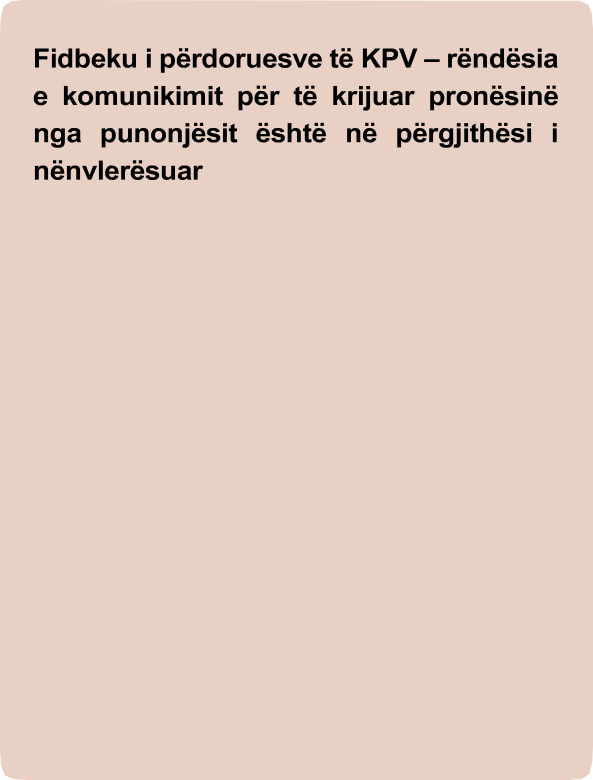 Fidbeku i përdoruesve të KPV – rëndësia
e komunikimit për të krijuar pronësinë
nga punonjësit është në përgjithësi i
nënvlerësuar